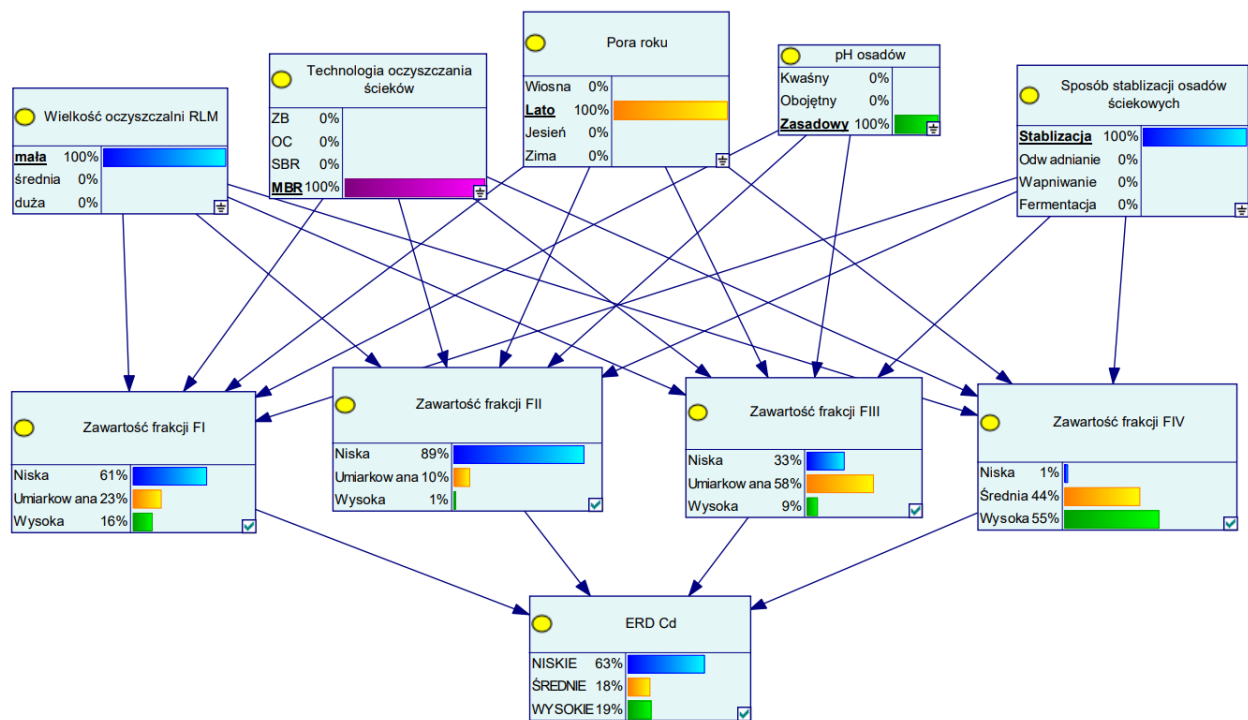 Wielkość oczyszczalni RLM
mała 100%
średnia 0%
duża 0%
Technologia oczyszczania
ścieków
ZB 0%
OC 0%
SBR 0%
MBR 100%
Pora roku
Wiosna 0%
Lato 100%
Jesień 0%
Zima 0%
pH osadów
Kwaśny 0%
Obojętny 0%
Zasadowy 100%
Sposób stablizacji osadów
ściekowych
Stablizacja 100%
Odw adnianie 0%
Wapniwanie 0%
Fermentacja 0%
Zawartość frakcji FI
Niska 61%
Umiarkow ana 23%
Wysoka 16%
Zawartość frakcji FII
Niska 89%
Umiarkow ana 10%
Wysoka 1%
Zawartość frakcji FIII
Niska 33%
Umiarkow ana 58%
Wysoka 9%
Zawartość frakcji FIV
Niska 1%
Średnia 44%
Wysoka 55%
ERD Cd
NISKIE 63%
ŚREDNIE 18%
WYSOKIE 19%